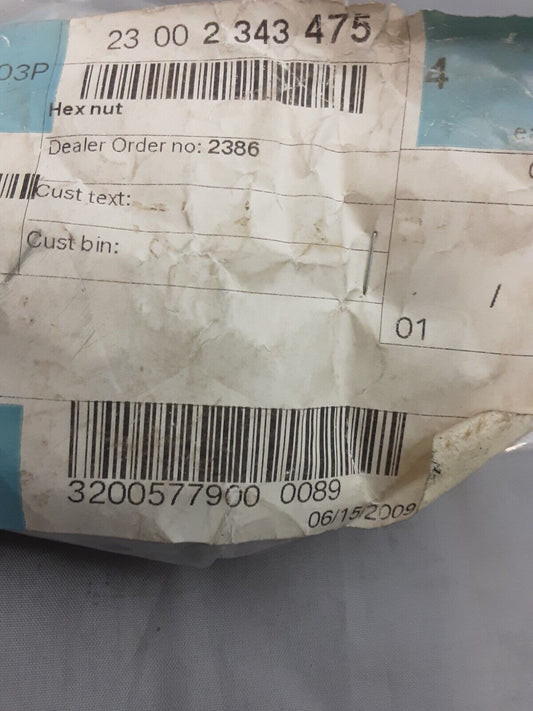 23 00 2 343 475
03P
4
Hex nut
Dealer Order no: 2386
Cust text:
Cust bin:
/
01
3200577900 0089
06/15/2009